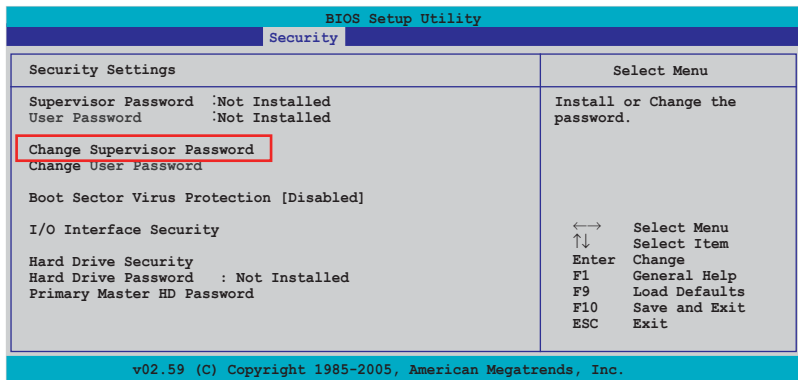 BIOS Setup Utility
Security
Security Settings
Supervisor Password :Not Installed
User Password :Not Installed
Change Supervisor Password
Change User Password
Boot Sector Virus Protection [Disabled]
I/O Interface Security
Hard Drive Security
Hard Drive Password : Not Installed
Primary Master HD Password
Select Menu
Install or Change the
password.
←→ Select Menu
↑↓ Select Item
Enter Change
F1 General Help
F9 Load Defaults
F10 Save and Exit
ESC Exit
v02.59 (C) Copyright 1985-2005, American Megatrends, Inc.